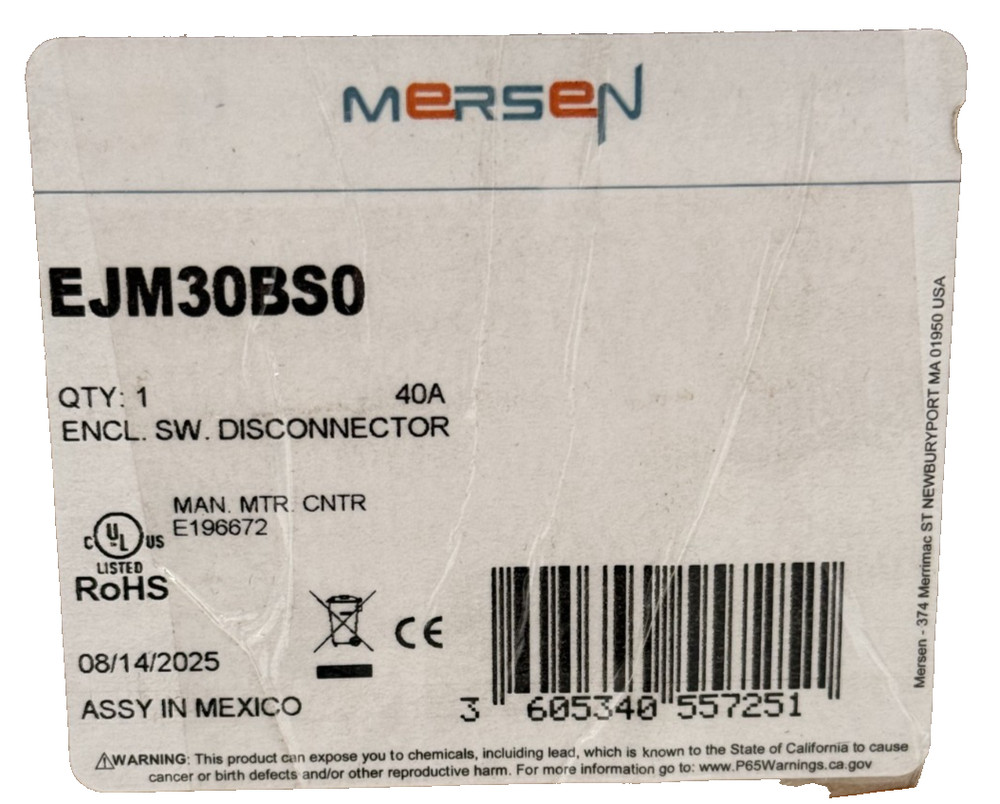 MERSEN
EJM30BS0
QTY: 1 40A
ENCL. SW. DISCONNECTOR
MAN. MTR. CNTR
E196672
C UL US
LISTED
RoHS
CE
08/14/2025
ASSY IN MEXICO
3 605340 557251
Mersen - 374 Merrimac ST NEWBURYPORT MA 01950 USA
⚠WARNING: This product can expose you to chemicals, incluiding lead, which is known to the State of California to cause
cancer or birth defects and/or other reproductive harm. For more information go to: www.P65Warnings.ca.gov